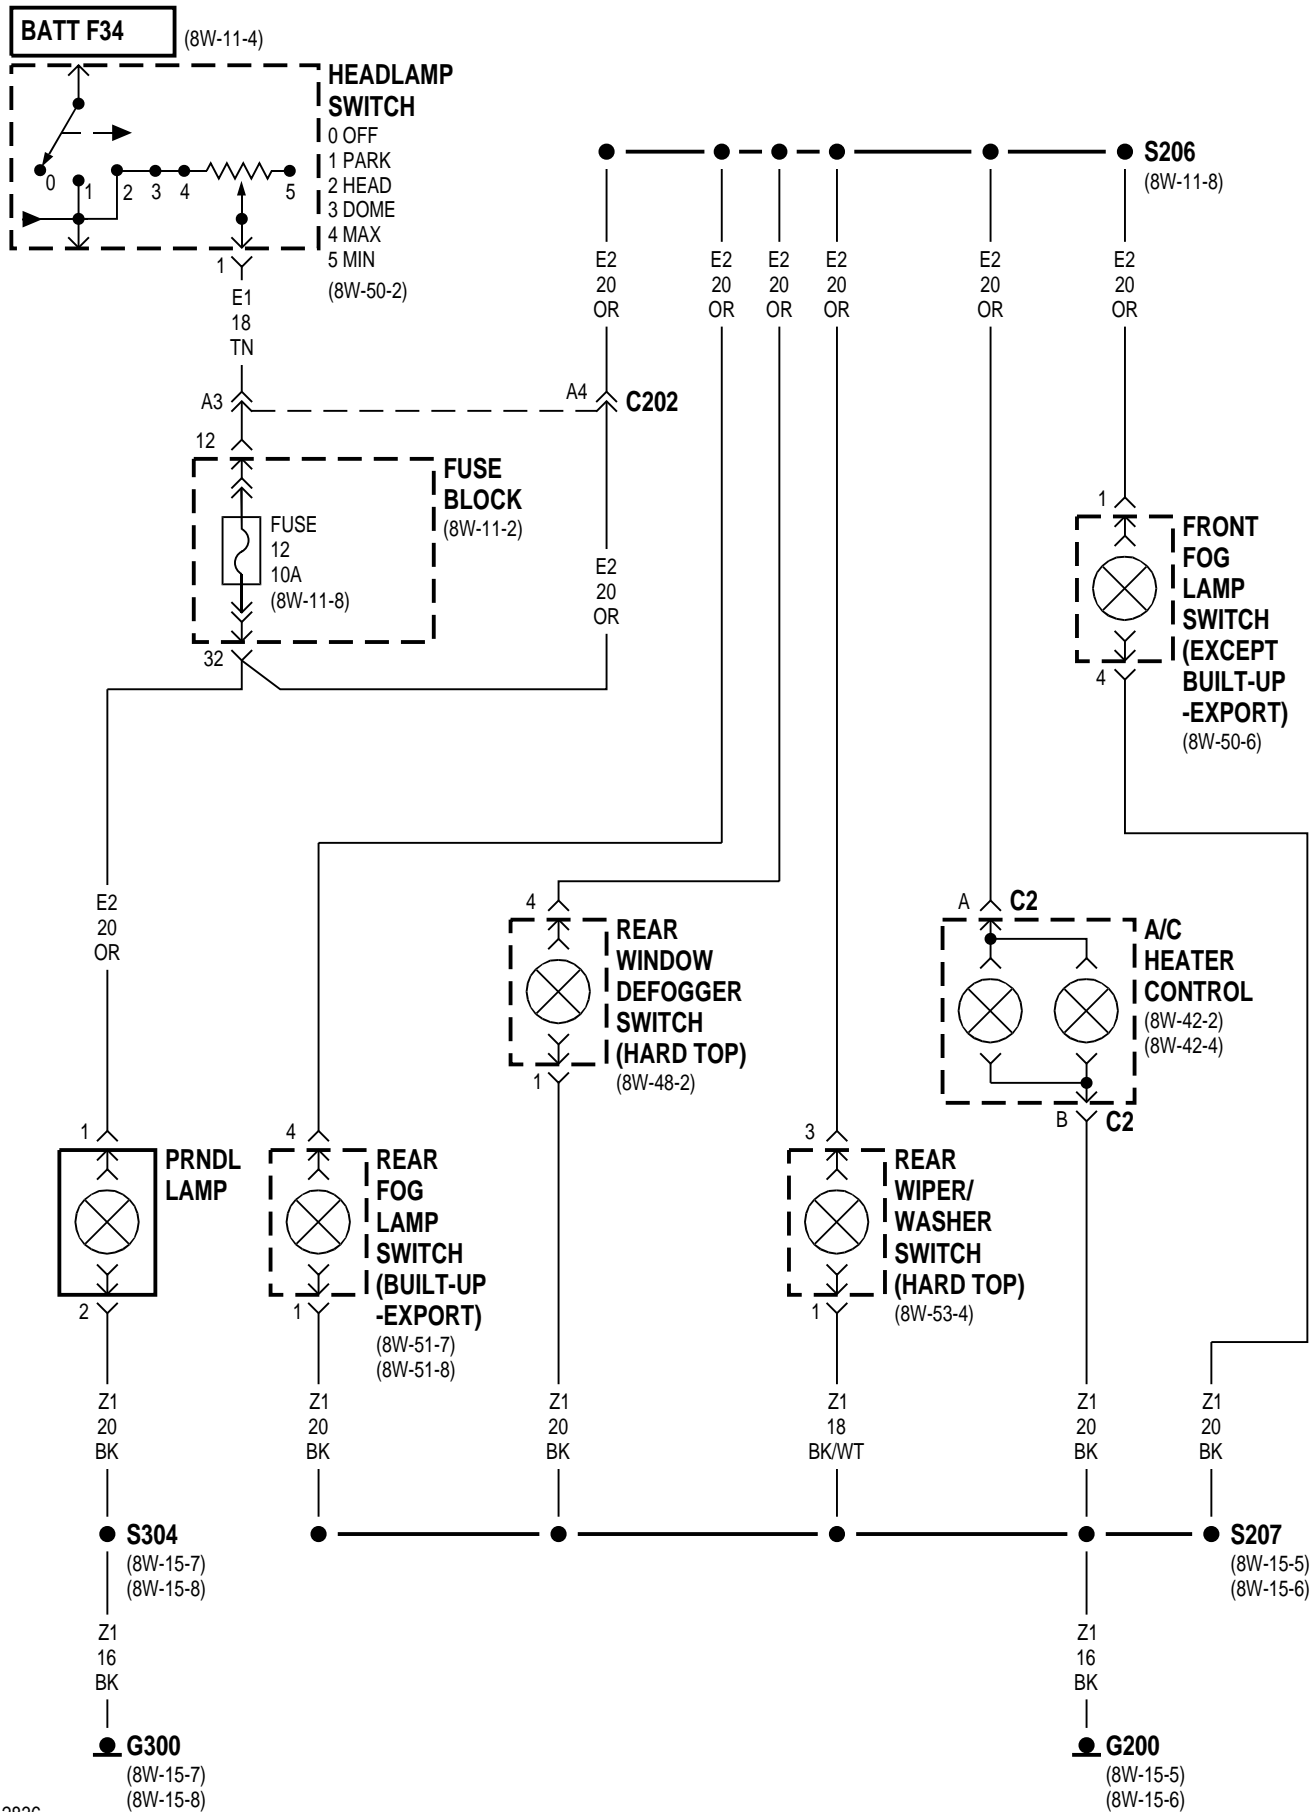 BATT F34
(8W-11-4)
HEADLAMP
SWITCH
0 OFF
1 PARK
2 HEAD
3 DOME
4 MAX
5 MIN
(8W-50-2)
0
1
2
3
4
5
1
E1
18
TN
S206
(8W-11-8)
E2
20
OR
E2
20
OR
E2
20
OR
E2
20
OR
E2
20
OR
E2
20
OR
A3
A4
C202
12
FUSE
BLOCK
(8W-11-2)
FUSE
12
10A
(8W-11-8)
32
E2
20
OR
1
FRONT
FOG
LAMP
SWITCH
(EXCEPT
BUILT-UP
-EXPORT)
(8W-50-6)
4
E2
20
OR
4
REAR
WINDOW
DEFOGGER
SWITCH
(HARD TOP)
(8W-48-2)
1
A
C2
A/C
HEATER
CONTROL
(8W-42-2)
(8W-42-4)
B
C2
1
PRNDL
LAMP
2
4
REAR
FOG
LAMP
SWITCH
(BUILT-UP
-EXPORT)
(8W-51-7)
(8W-51-8)
1
3
REAR
WIPER/
WASHER
SWITCH
(HARD TOP)
(8W-53-4)
1
Z1
20
BK
Z1
20
BK
Z1
20
BK
Z1
18
BK/WT
Z1
20
BK
Z1
20
BK
S304
(8W-15-7)
(8W-15-8)
S207
(8W-15-5)
(8W-15-6)
Z1
16
BK
Z1
16
BK
G300
(8W-15-7)
(8W-15-8)
G200
(8W-15-5)
(8W-15-6)